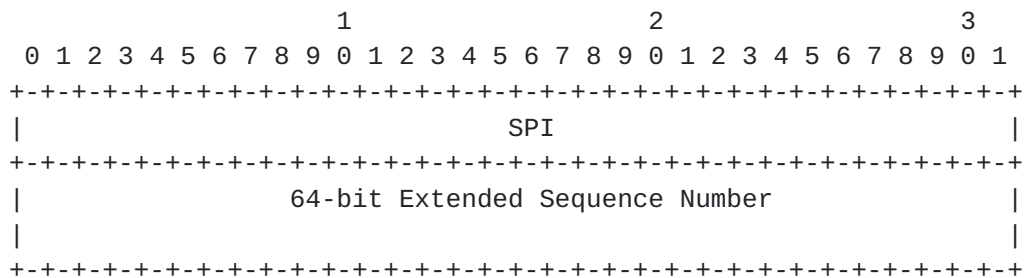 1                   2                   3
 0 1 2 3 4 5 6 7 8 9 0 1 2 3 4 5 6 7 8 9 0 1 2 3 4 5 6 7 8 9 0 1
+-+-+-+-+-+-+-+-+-+-+-+-+-+-+-+-+-+-+-+-+-+-+-+-+-+-+-+-+-+-+-+-+
|                               SPI                             |
+-+-+-+-+-+-+-+-+-+-+-+-+-+-+-+-+-+-+-+-+-+-+-+-+-+-+-+-+-+-+-+-+
|                 64-bit Extended Sequence Number               |
|                                                               |
+-+-+-+-+-+-+-+-+-+-+-+-+-+-+-+-+-+-+-+-+-+-+-+-+-+-+-+-+-+-+-+-+